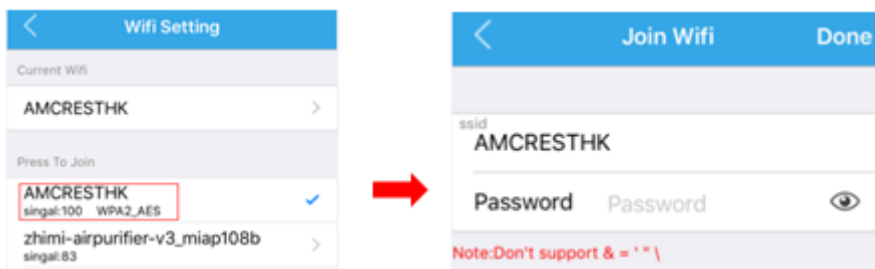 Wifi Setting
Current Wifi
AMCRESTHK
Press To Join
AMCRESTHK
singal:100 WPA2_AES
zhimi-airpurifier-v3_miap108b
singal:83
Join Wifi Done
ssid
AMCRESTHK
Password Password
Note:Don't support & = ' " \